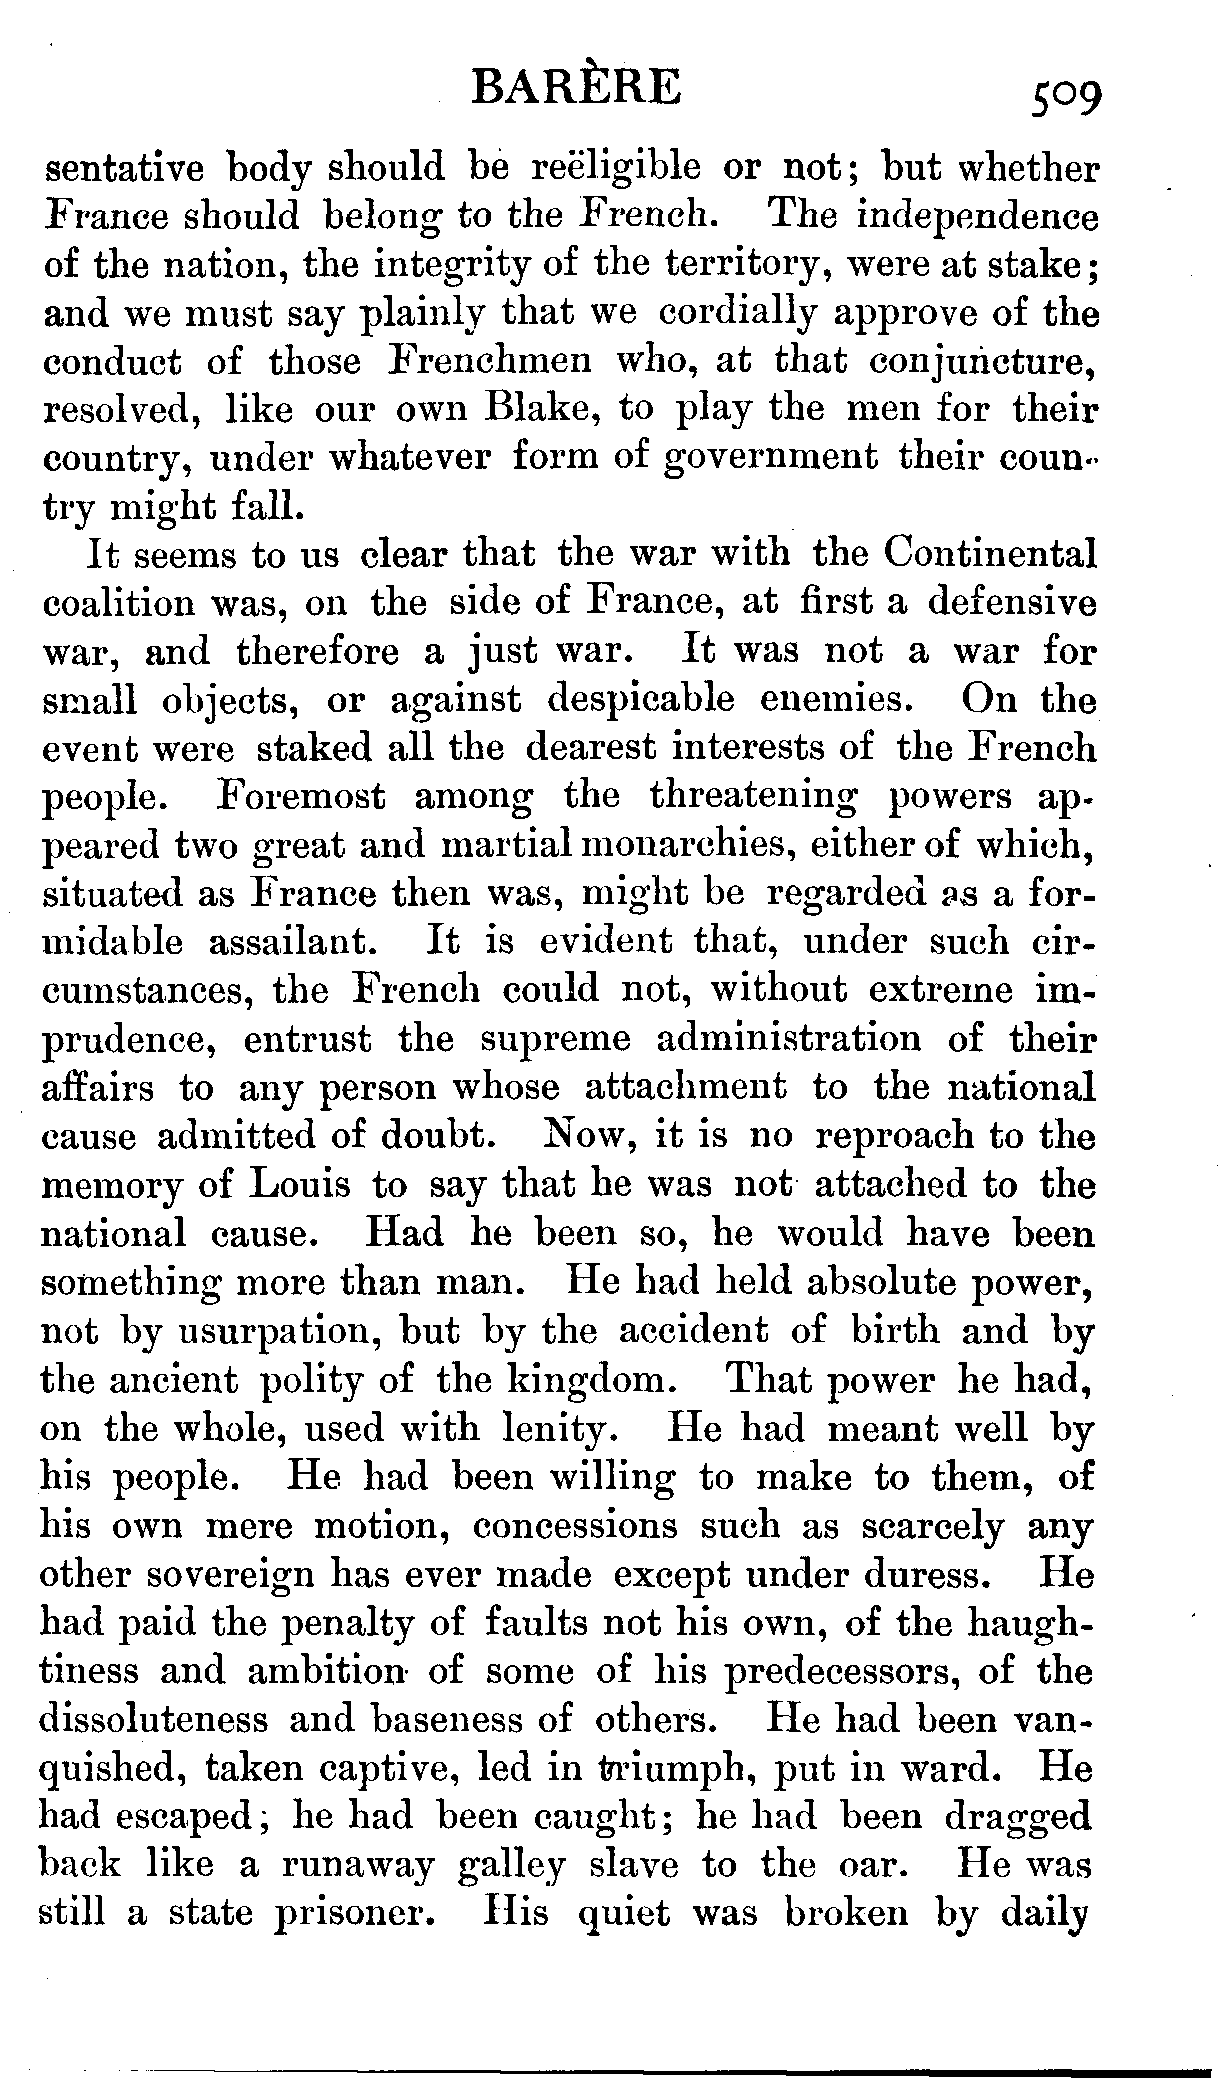 BARÈRE 509
sentative body should be reëligible or not; but whether
France should belong to the French. The independence
of the nation, the integrity of the territory, were at stake;
and we must say plainly that we cordially approve of the
conduct of those Frenchmen who, at that conjuncture,
resolved, like our own Blake, to play the men for their
country, under whatever form of government their coun-
try might fall.
It seems to us clear that the war with the Continental
coalition was, on the side of France, at first a defensive
war, and therefore a just war. It was not a war for
small objects, or against despicable enemies. On the
event were staked all the dearest interests of the French
people. Foremost among the threatening powers ap-
peared two great and martial monarchies, either of which,
situated as France then was, might be regarded as a for-
midable assailant. It is evident that, under such cir-
cumstances, the French could not, without extreme im-
prudence, entrust the supreme administration of their
affairs to any person whose attachment to the national
cause admitted of doubt. Now, it is no reproach to the
memory of Louis to say that he was not attached to the
national cause. Had he been so, he would have been
something more than man. He had held absolute power,
not by usurpation, but by the accident of birth and by
the ancient polity of the kingdom. That power he had,
on the whole, used with lenity. He had meant well by
his people. He had been willing to make to them, of
his own mere motion, concessions such as scarcely any
other sovereign has ever made except under duress. He
had paid the penalty of faults not his own, of the haugh-
tiness and ambition of some of his predecessors, of the
dissoluteness and baseness of others. He had been van-
quished, taken captive, led in triumph, put in ward. He
had escaped; he had been caught; he had been dragged
back like a runaway galley slave to the oar. He was
still a state prisoner. His quiet was broken by daily